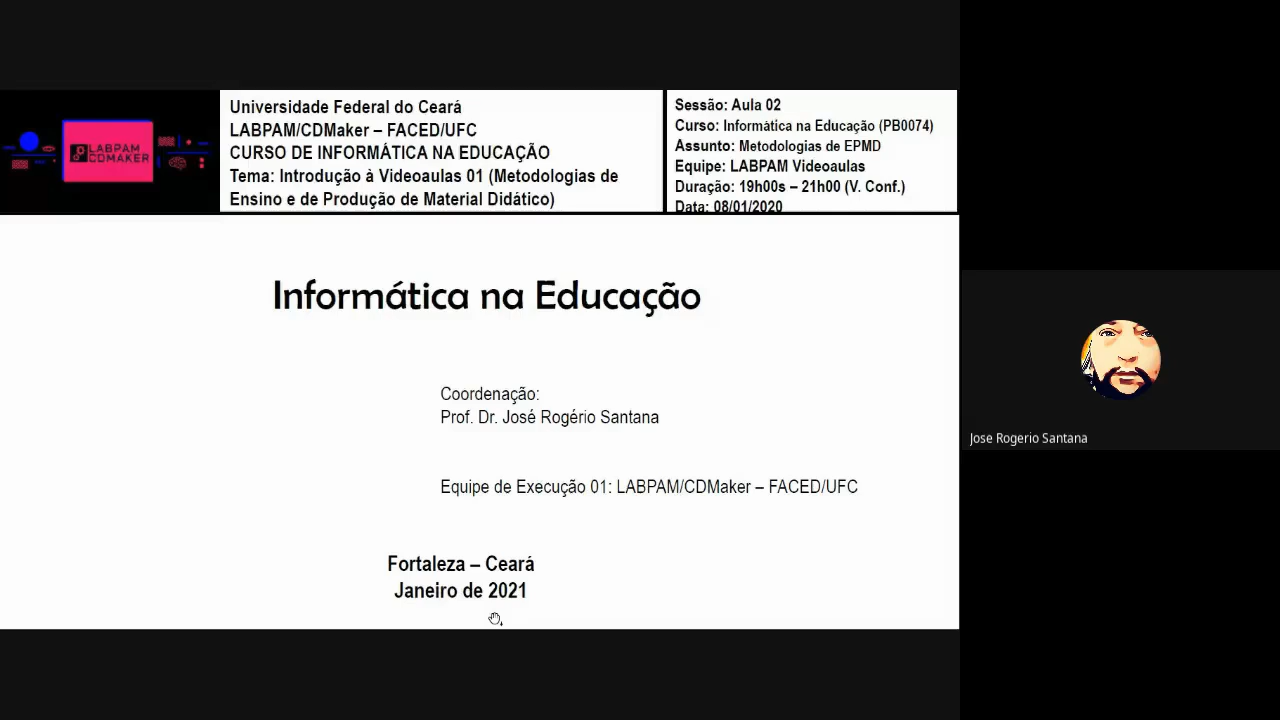 LABPAM
CDMAKER
Universidade Federal do Ceará
LABPAM/CDMaker – FACED/UFC
CURSO DE INFORMÁTICA NA EDUCAÇÃO
Tema: Introdução à Videoaulas 01 (Metodologias de
Ensino e de Produção de Material Didático)
Sessão: Aula 02
Curso: Informática na Educação (PB0074)
Assunto: Metodologias de EPMD
Equipe: LABPAM Videoaulas
Duração: 19h00s – 21h00 (V. Conf.)
Data: 08/01/2020
Informática na Educação
Coordenação:
Prof. Dr. José Rogério Santana
Equipe de Execução 01: LABPAM/CDMaker – FACED/UFC
Fortaleza – Ceará
Janeiro de 2021
Jose Rogerio Santana